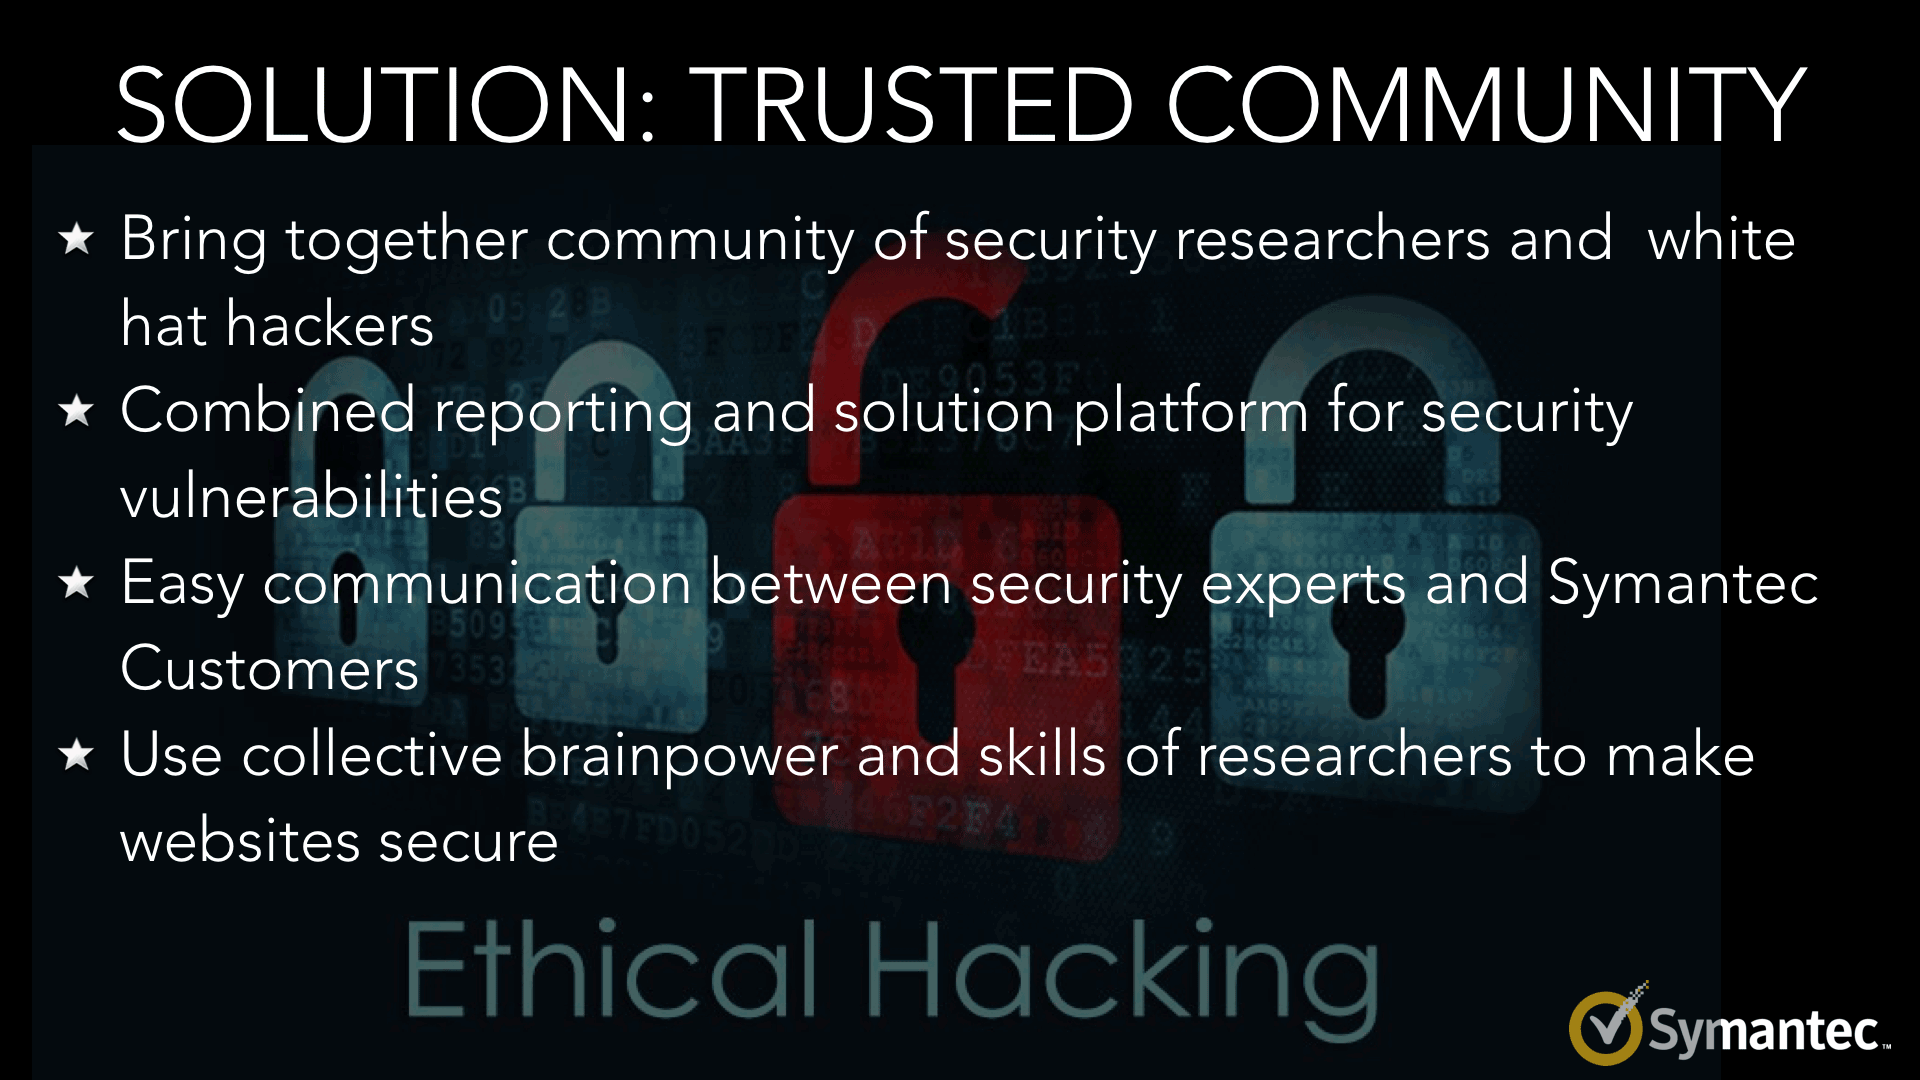 SOLUTION: TRUSTED COMMUNITY
Bring together community of security researchers and  white
hat hackers
Combined reporting and solution platform for security
vulnerabilities
Easy communication between security experts and Symantec
Customers
Use collective brainpower and skills of researchers to make
websites secure
Ethical Hacking
Symantec™